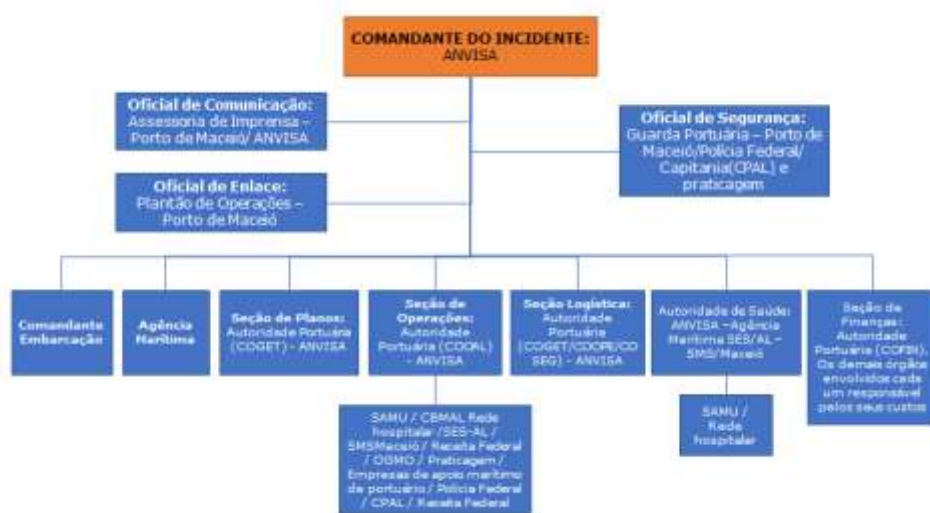 COMANDANTE DO INCIDENTE:
ANVISA
Oficial de Comunicação:
Assessoria de Imprensa –
Porto de Maceió/ ANVISA
Oficial de Segurança:
Guarda Portuária – Porto de
Maceió/Polícia Federal/
Capitania(CPAL) e
praticagem
Oficial de Enlace:
Plantão de Operações –
Porto de Maceió
Comandante
Embarcação
Agência
Marítima
Seção de Planos:
Autoridade Portuária
(COGET) - ANVISA
Seção de
Operações:
Autoridade
Portuária (COOAL)
- ANVISA
Seção Logística:
Autoridade
Portuária
(COGET/COOPE/CO
SEG) - ANVISA
Autoridade de Saúde:
ANVISA –Agência
Marítima SES/AL –
SMS/Maceió
Seção de
Finanças:
Autoridade
Portuária (COFIN).
Os demais órgãos
envolvidos cada
um responsável
pelos seus custos
SAMU / CBMAL Rede
hospitalar /SES-AL /
SMSMaceió / Receita Federal
/ OGMO / Praticagem /
Empresas de apoio marítimo
de portuário / Polícia Federal
/ CPAL / Receita Federal
SAMU /
Rede
hospitalar